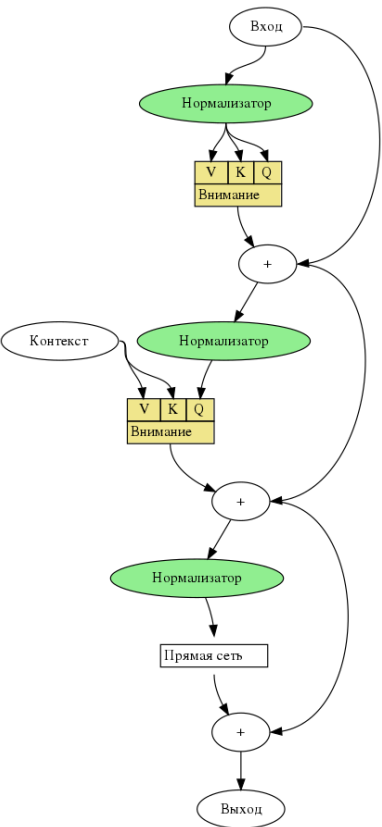 Вход
Нормализатор
V K Q
Внимание
+
Контекст Нормализатор
V K Q
Внимание
+
Нормализатор
Прямая сеть
+
Выход